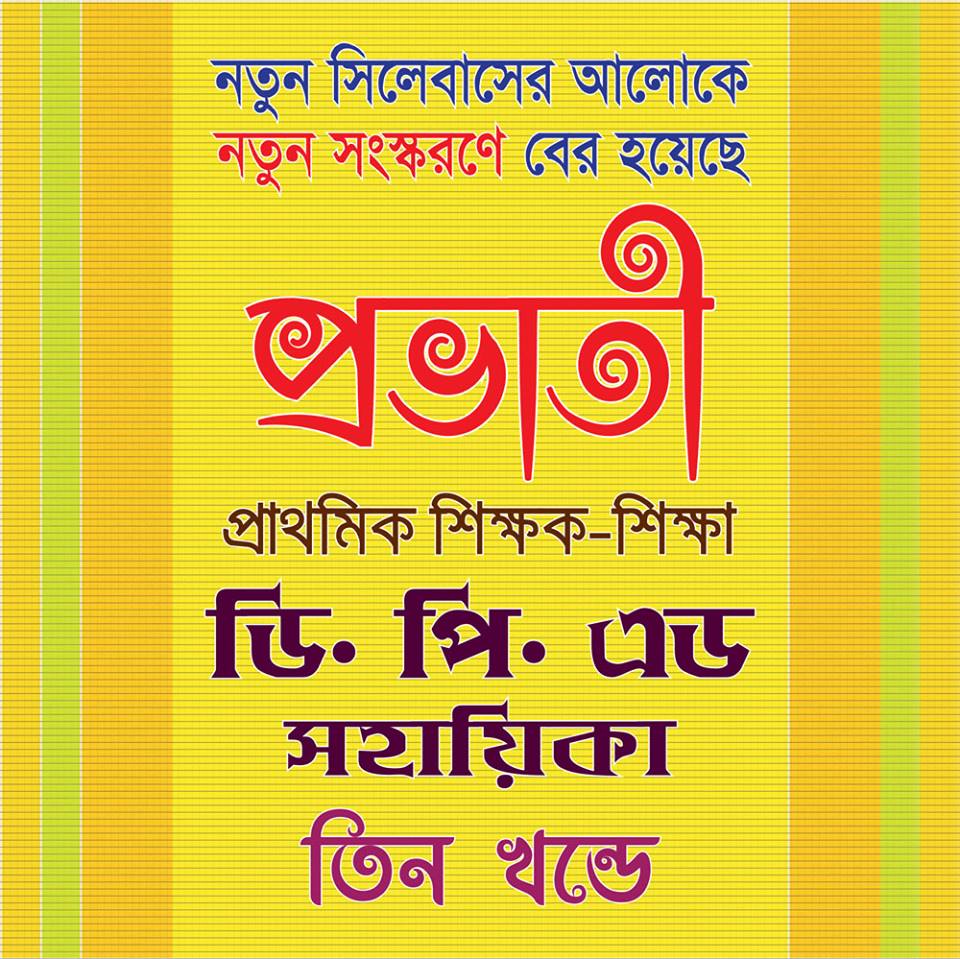 নতুন সিলেবাসের আলোকে
নতুন সংস্করণে বের হয়েছে
প্রভাতী
প্রাথমিক শিক্ষক-শিক্ষা
ডি. পি. এড
সহায়িকা
তিন খন্ডে